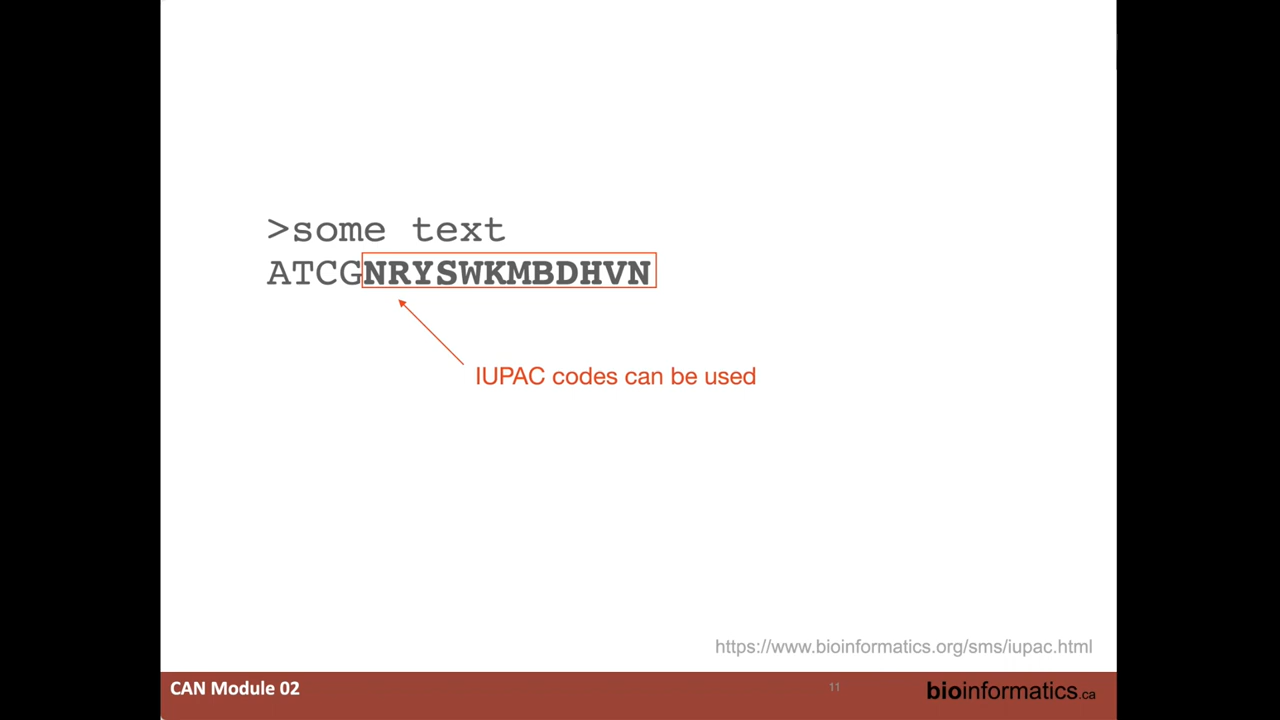 >some text
ATCGNRYSWKMBDHVN
IUPAC codes can be used
https://www.bioinformatics.org/sms/iupac.html
CAN Module 02
11
bioinformatics.ca